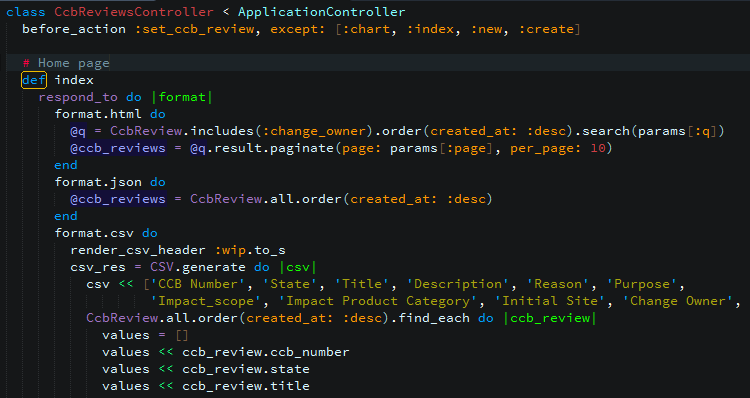 class CcbReviewsController < ApplicationController
before_action :set_ccb_review, except: [:chart, :index, :new, :create]
# Home page
def index
respond_to do |format|
format.html do
@q = CcbReview.includes(:change_owner).order(created_at: :desc).search(params[:q])
@ccb_reviews = @q.result.paginate(page: params[:page], per_page: 10)
end
format.json do
@ccb_reviews = CcbReview.all.order(created_at: :desc)
end
format.csv do
render_csv_header :wip.to_s
csv_res = CSV.generate do |csv|
csv << ['CCB Number', 'State', 'Title', 'Description', 'Reason', 'Purpose',
'Impact_scope', 'Impact Product Category', 'Initial Site', 'Change Owner',
CcbReview.all.order(created_at: :desc).find_each do |ccb_review|
values = []
values << ccb_review.ccb_number
values << ccb_review.state
values << ccb_review.title